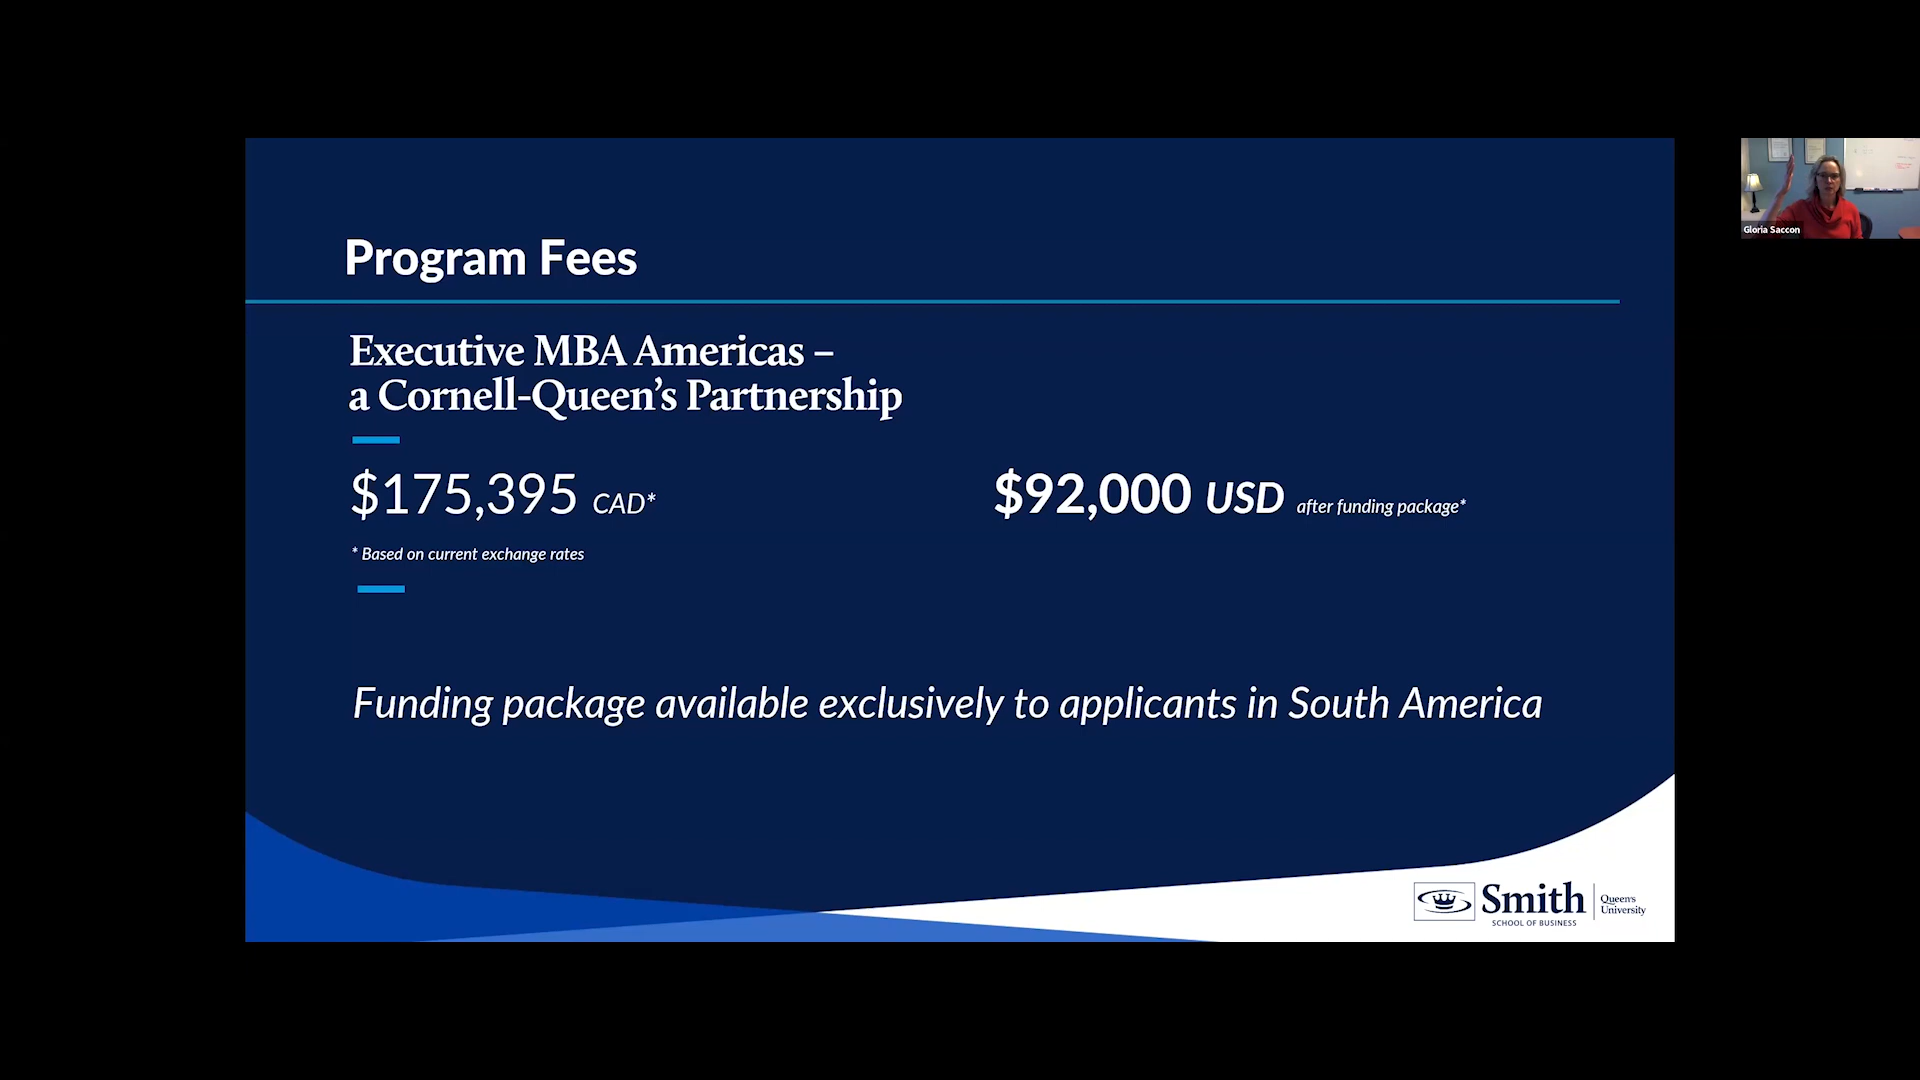 Program Fees
Executive MBA Americas –
a Cornell-Queen's Partnership
$175,395 CAD*
$92,000 USD after funding package*
* Based on current exchange rates
Funding package available exclusively to applicants in South America
Smith
SCHOOL OF BUSINESS
Queen's
University
Gloria Saccon